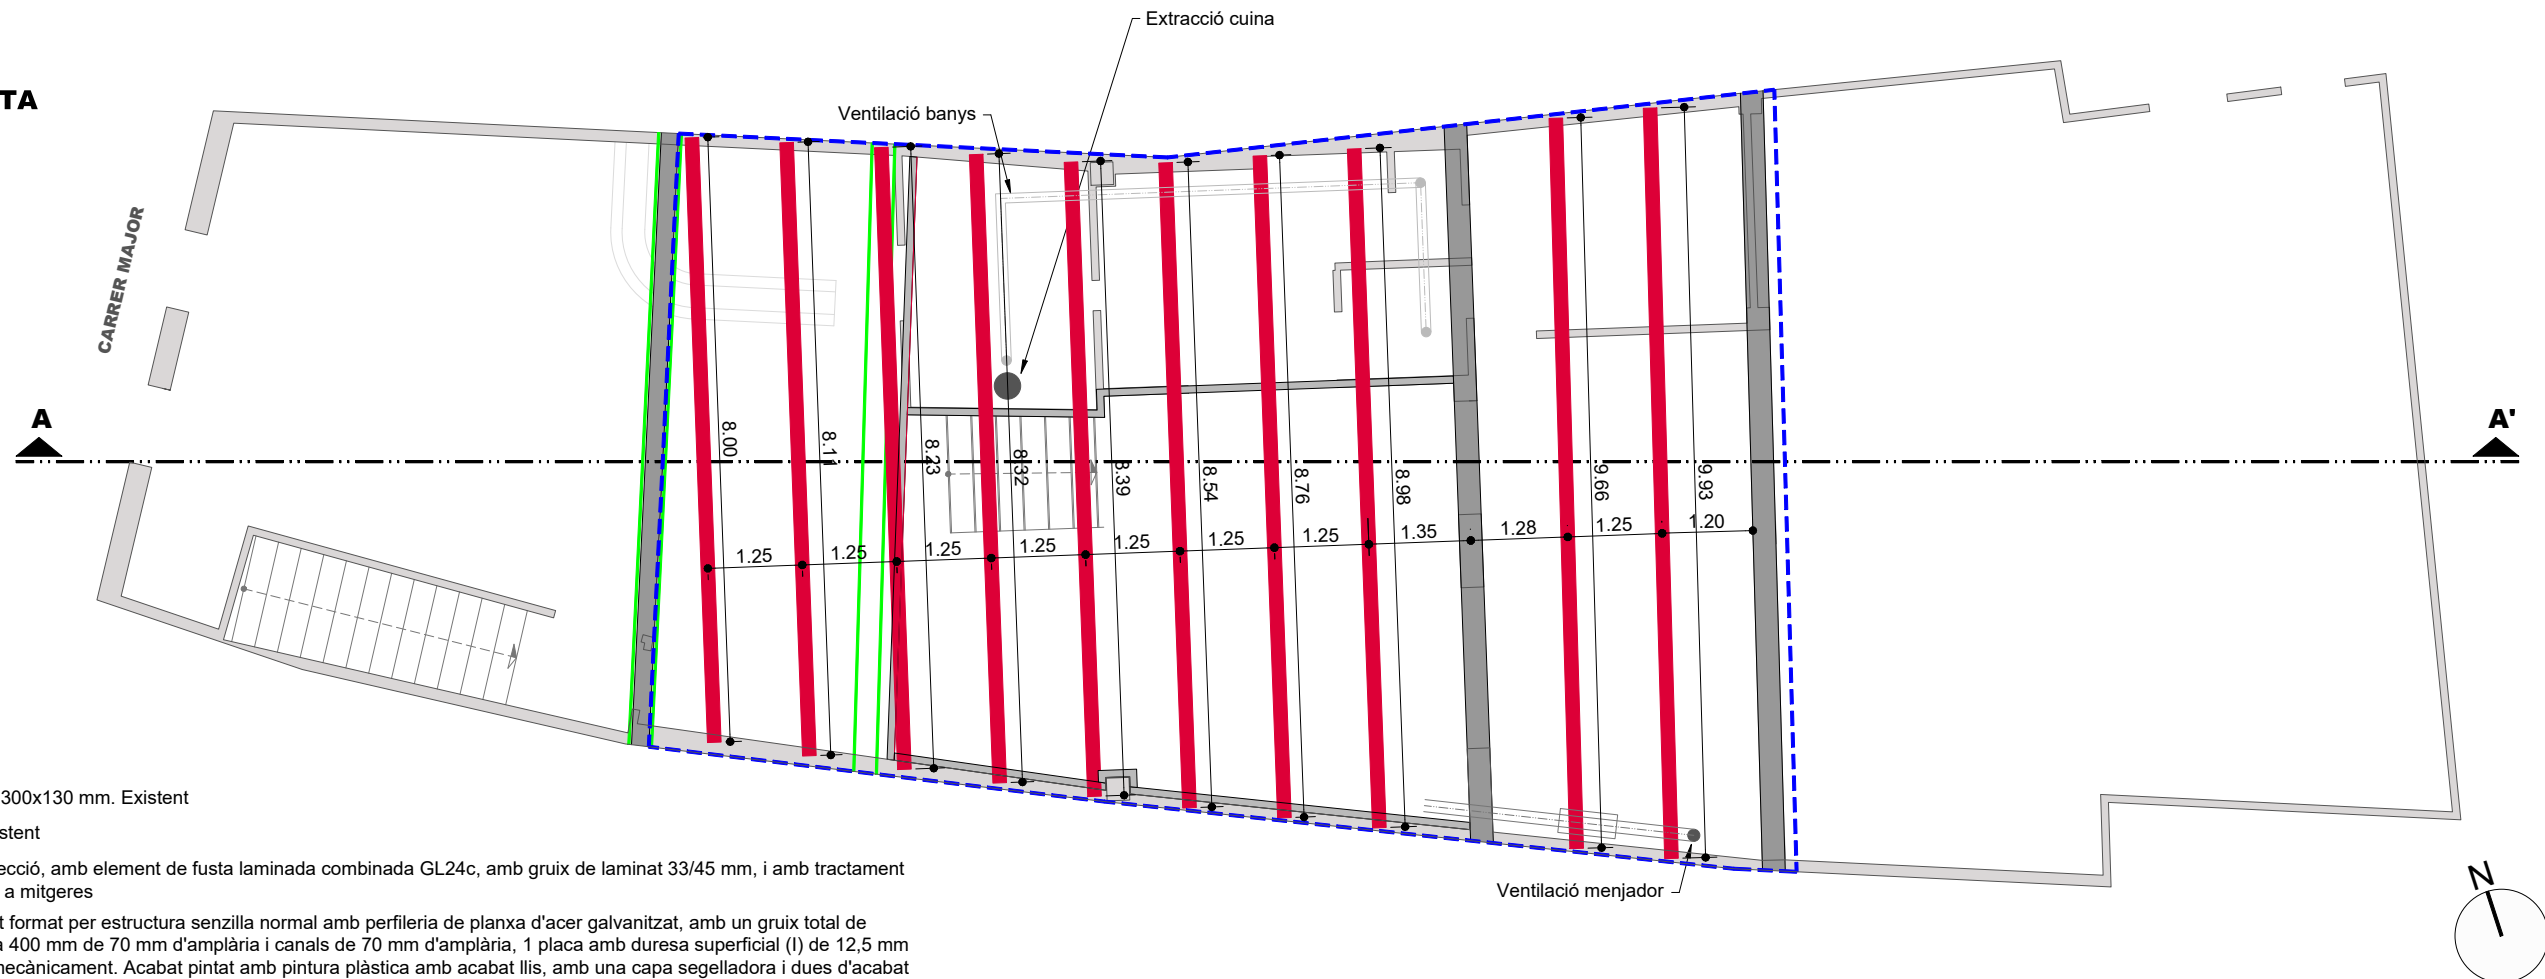 Extracció cuina
TA
Ventilació banys
CARRER MAJOR
A
A'
8.00
8.11
8.23
8.32
8.39
8.54
8.76
8.98
9.66
9.93
1.25
1.25
1.25
1.25
1.25
1.25
1.25
1.35
1.28
1.25
1.20
300x130 mm. Existent
stent
ecció, amb element de fusta laminada combinada GL24c, amb gruix de laminat 33/45 mm, i amb tractament
a mitgeres
Ventilació menjador
N
t format per estructura senzilla normal amb perfileria de planxa d'acer galvanitzat, amb un gruix total de
a 400 mm de 70 mm d'amplària i canals de 70 mm d'amplària, 1 placa amb duresa superficial (I) de 12,5 mm
mecànicament. Acabat pintat amb pintura plàstica amb acabat llis, amb una capa segelladora i dues d'acabat